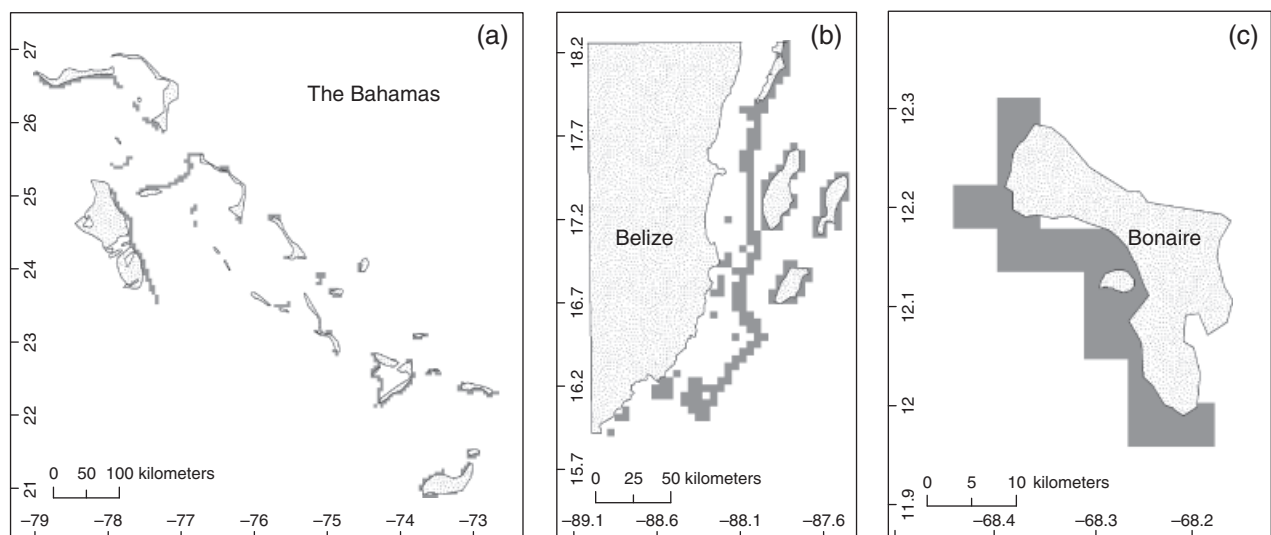 (a)
The Bahamas
27
26
25
24
23
22
21
0 50 100 kilometers
−79 −78 −77 −76 −75 −74 −73
(b)
Belize
18.2
17.7
17.2
16.7
16.2
15.7
0 25 50 kilometers
−89.1 −88.6 −88.1 −87.6
(c)
Bonaire
12.3
12.2
12.1
12
11.9
0 5 10 kilometers
−68.4 −68.3 −68.2